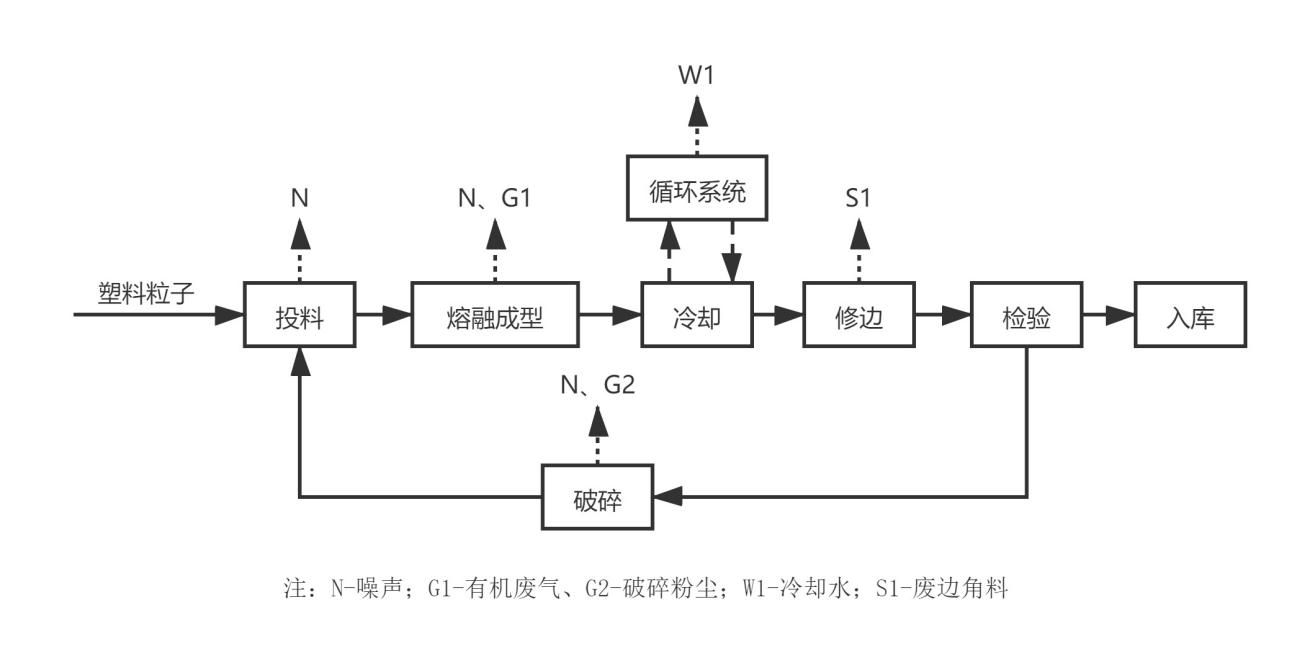 W1
循环系统
N
N、G1
S1
塑料粒子
投料
熔融成型
冷却
修边
检验
入库
N、G2
破碎
注：N-噪声；G1-有机废气、G2-破碎粉尘；W1-冷却水；S1-废边角料